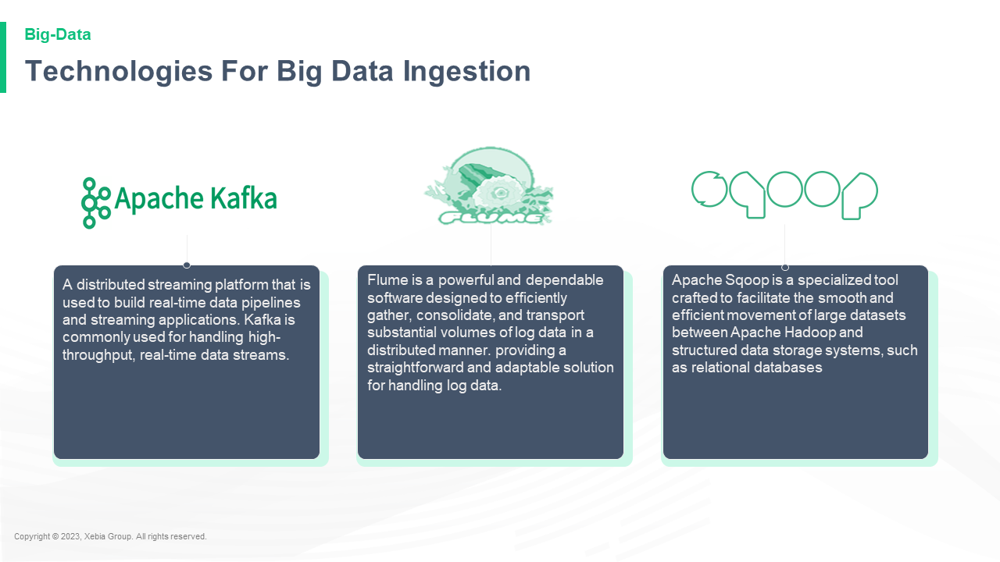 Big-Data
Technologies For Big Data Ingestion
Apache Kafka
FLUME
sqoop
A distributed streaming platform that is
used to build real-time data pipelines
and streaming applications. Kafka is
commonly used for handling high-
throughput, real-time data streams.
Flume is a powerful and dependable
software designed to efficiently
gather, consolidate, and transport
substantial volumes of log data in a
distributed manner. providing a
straightforward and adaptable solution
for handling log data.
Apache Sqoop is a specialized tool
crafted to facilitate the smooth and
efficient movement of large datasets
between Apache Hadoop and
structured data storage systems, such
as relational databases
Copyright © 2023, Xebia Group. All rights reserved.